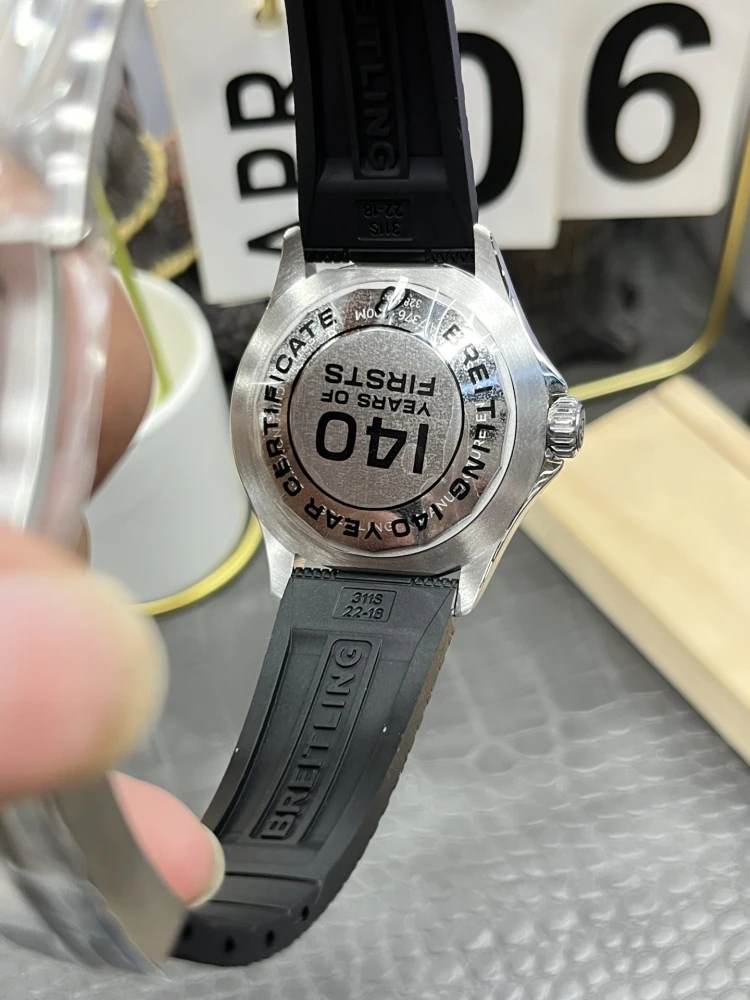 APR
06
BREITLING
311S
22-18
BREITLING 140 YEAR CERTIFICATE
140
YEARS OF
FIRSTS
311S
22-18
BREITLING